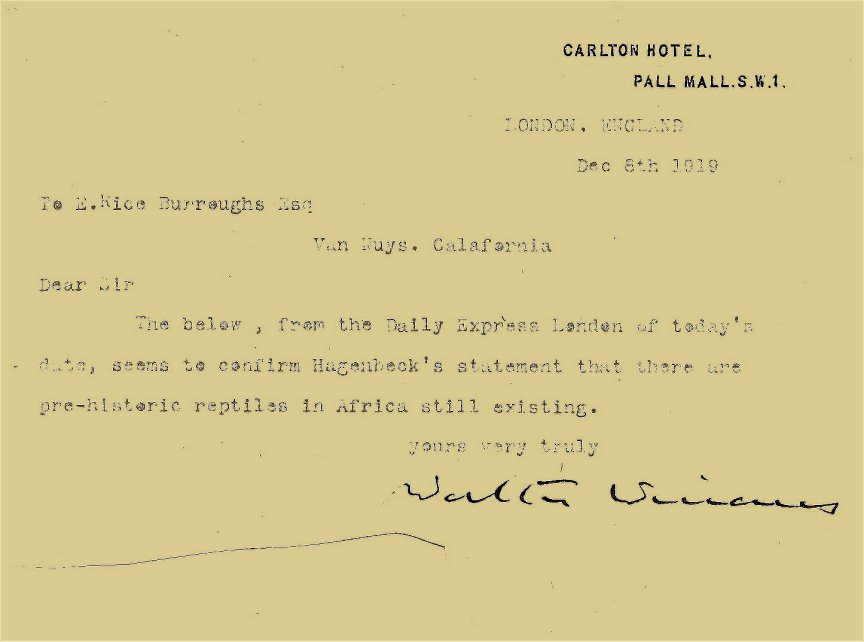 CARLTON HOTEL,
PALL MALL.S.W.1.
LONDON. ENGLAND
Dec 8th 1919
To E.Rice Burroughs Esq
Van Nuys. Calafornia
Dear Sir
The below , from the Daily Express London of today's
date, seems to confirm Hagenbeck's statement that there are
pre-historic reptiles in Africa still existing.
yours very truly
Walter Winans